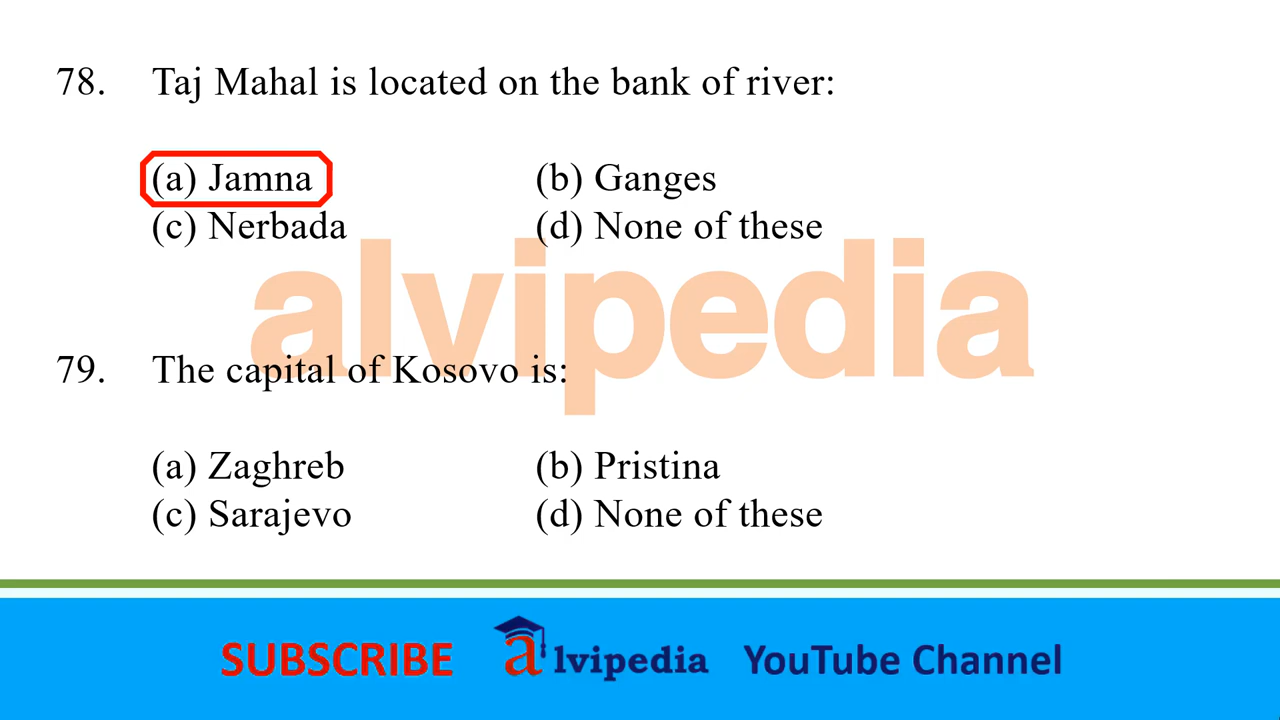 78. Taj Mahal is located on the bank of river:
(a) Jamna (b) Ganges
(c) Nerbada (d) None of these
alvipedia
79. The capital of Kosovo is:
(a) Zaghreb (b) Pristina
(c) Sarajevo (d) None of these
SUBSCRIBE alvipedia YouTube Channel